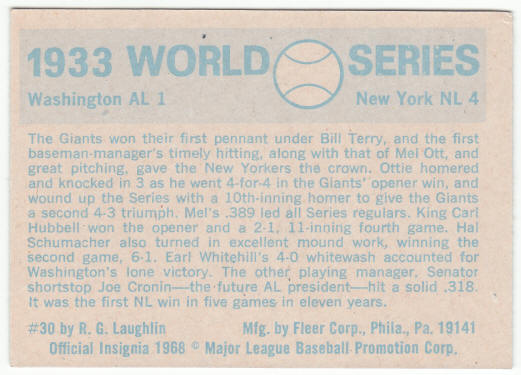 1933 WORLD SERIES
Washington AL 1 New York NL 4
The Giants won their first pennant under Bill Terry, and the first
baseman-manager's timely hitting, along with that of Mel Ott, and
great pitching, gave the New Yorkers the crown. Ottie homered
and knocked in 3 as he went 4-for-4 in the Giants' opener win, and
wound up the Series with a 10th-inning homer to give the Giants
a second 4-3 triumph. Mel's .389 led all Series regulars. King Carl
Hubbell won the opener and a 2-1, 11-inning fourth game. Hal
Schumacher also turned in excellent mound work, winning the
second game, 6-1. Earl Whitehill's 4-0 whitewash accounted for
Washington's lone victory. The other playing manager, Senator
shortstop Joe Cronin—the future AL president—hit a solid .318.
It was the first NL win in five games in eleven years.
#30 by R. G. Laughlin Mfg. by Fleer Corp., Phila., Pa. 19141
Official Insignia 1968 © Major League Baseball Promotion Corp.